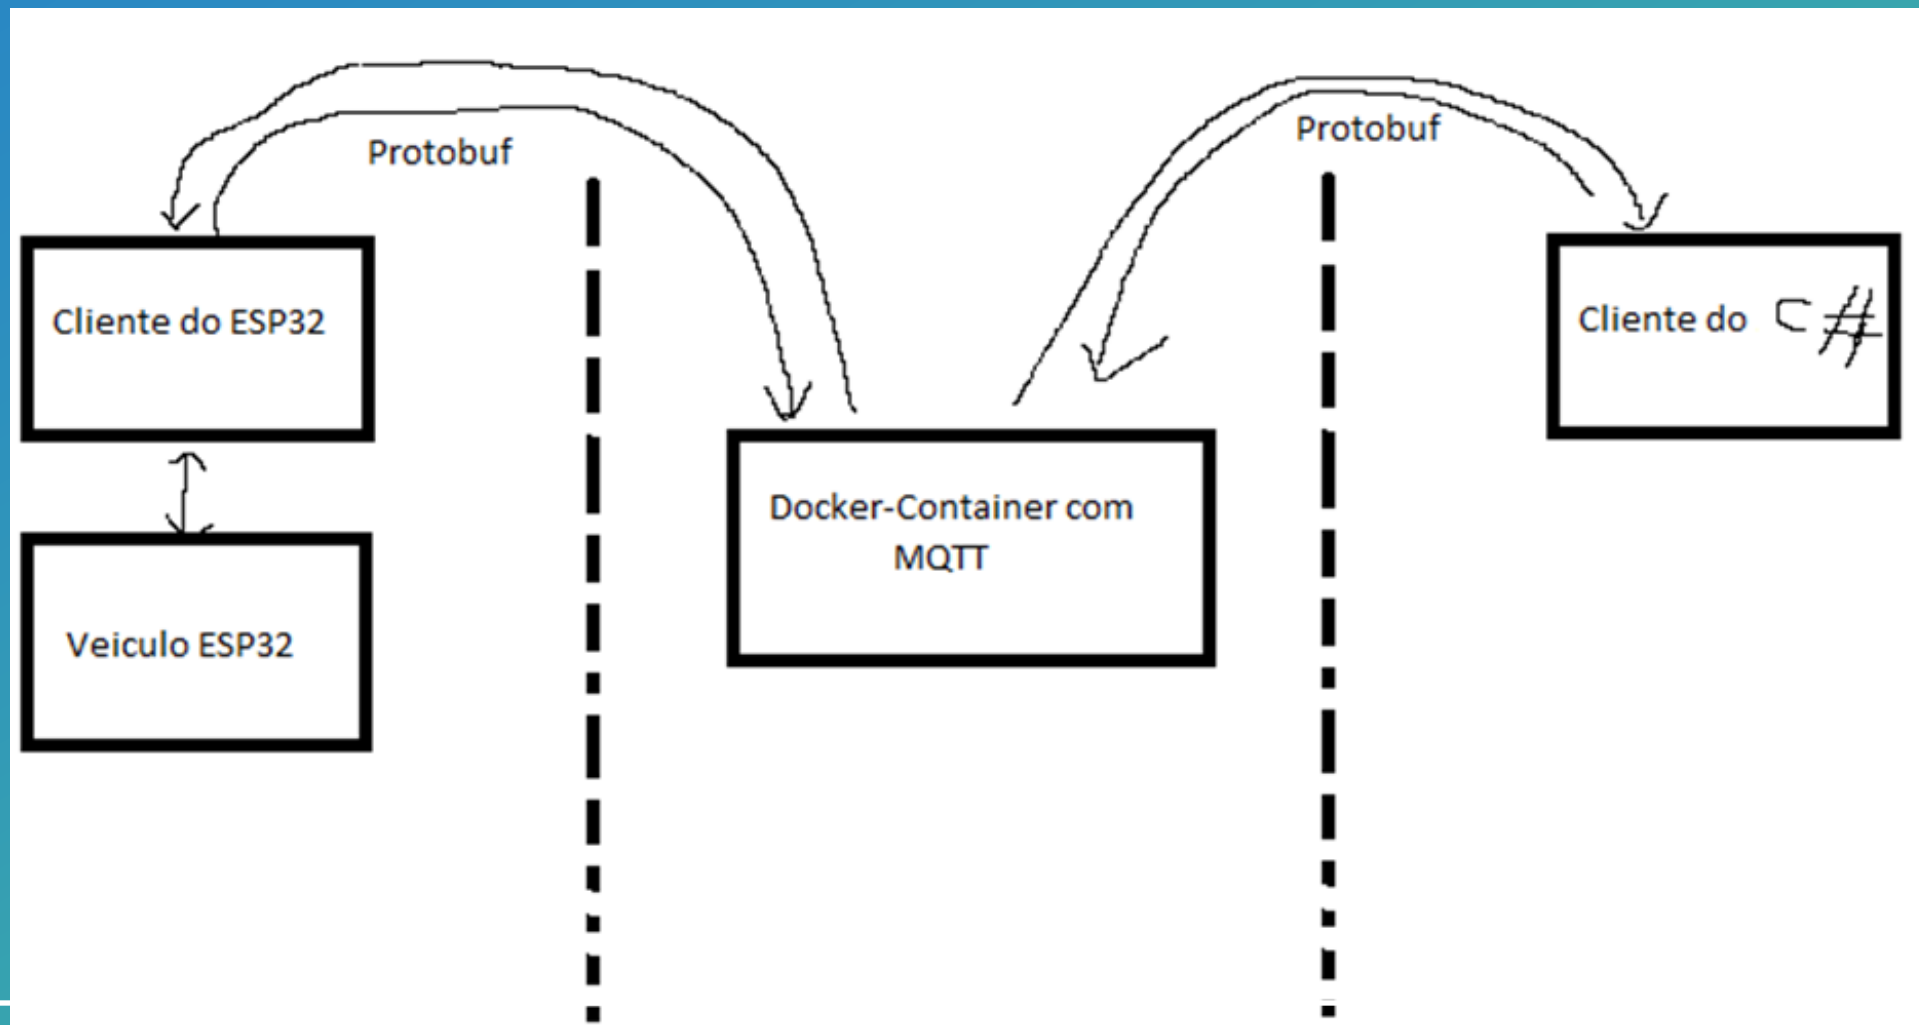 Protobuf
Protobuf
Cliente do ESP32
Cliente do C#
Docker-Container com
MQTT
Veiculo ESP32